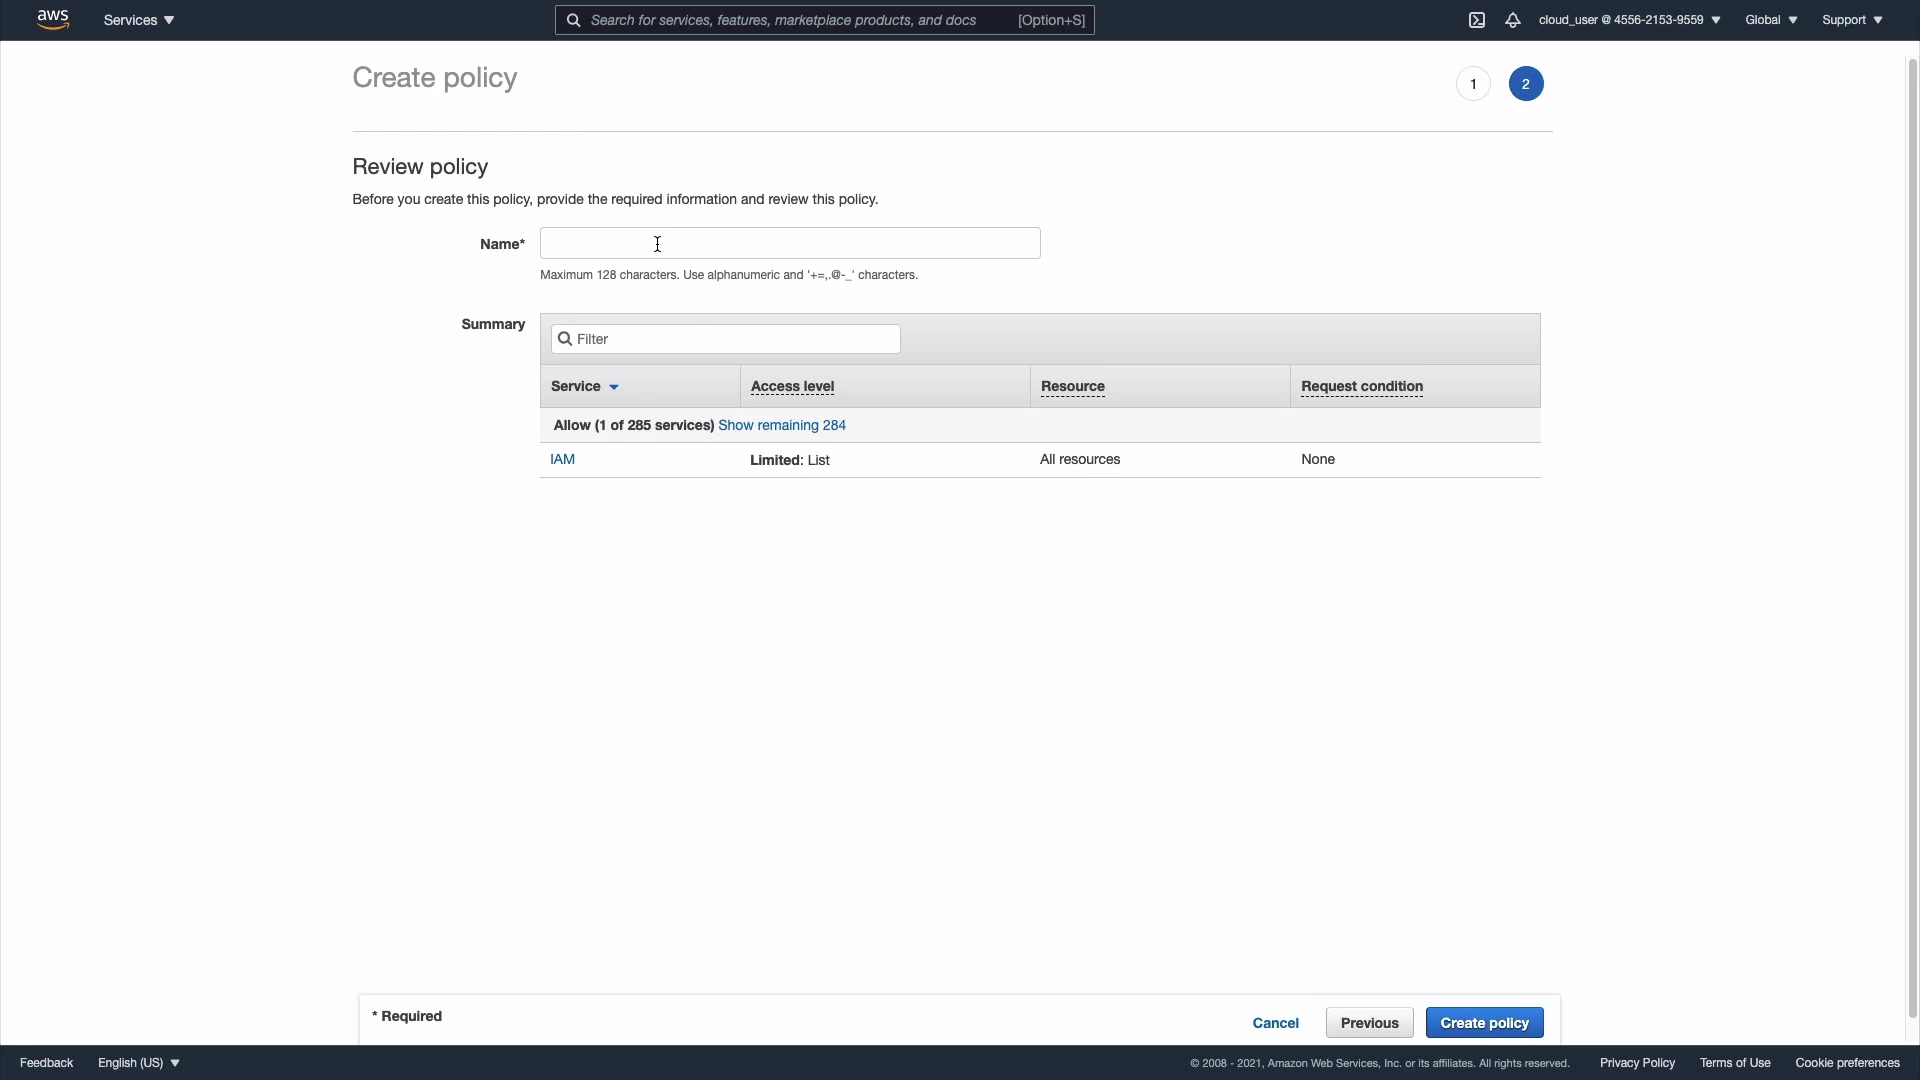 aws Services Search for services, features, marketplace products, and docs [Option+S] cloud_user @ 4556-2153-9559 Global Support
Create policy 1 2
Review policy
Before you create this policy, provide the required information and review this policy.
Name*
Maximum 128 characters. Use alphanumeric and '+=,.@-_' characters.
Summary Filter
Service Access level Resource Request condition
Allow (1 of 285 services) Show remaining 284
IAM Limited: List All resources None
* Required Cancel Previous Create policy
Feedback English (US) © 2008 - 2021, Amazon Web Services, Inc. or its affiliates. All rights reserved. Privacy Policy Terms of Use Cookie preferences